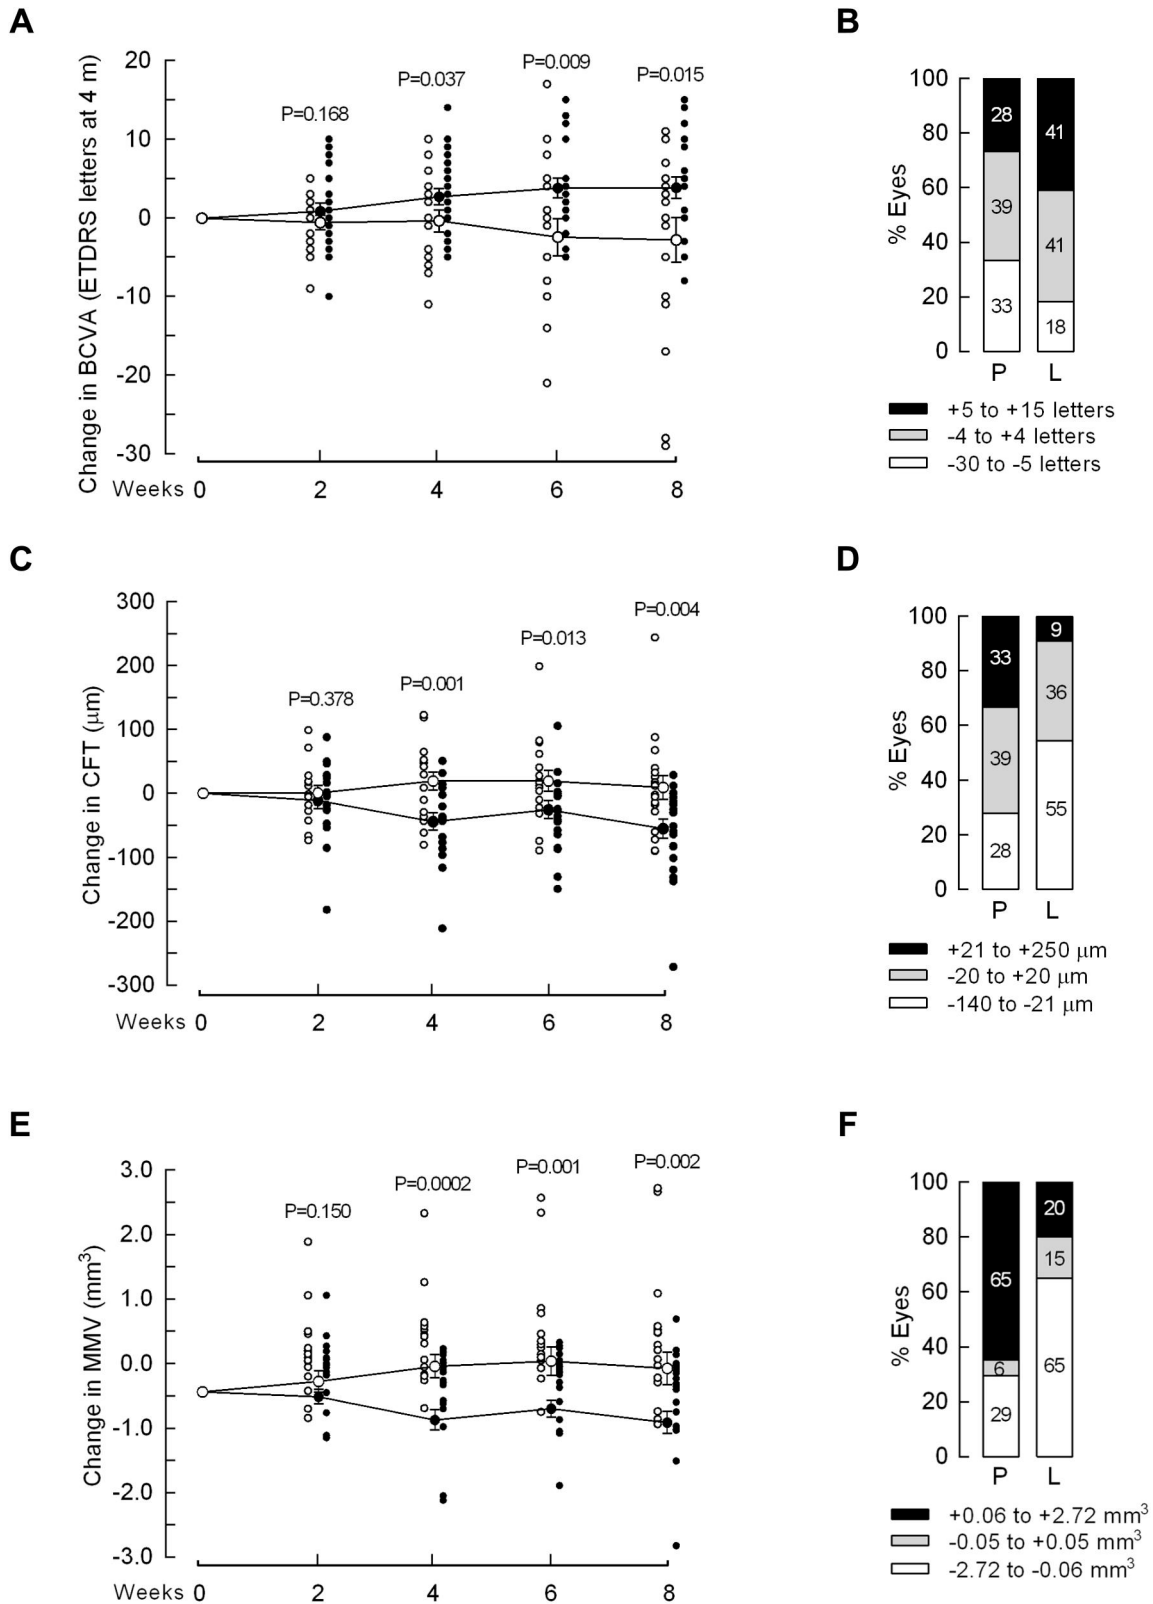 A
Change in BCVA (ETDRS letters at 4 m)
20
10
0
-10
-20
-30
P=0.168
P=0.037
P=0.009
P=0.015
Weeks 0 2 4 6 8
B
% Eyes
100
80
60
40
20
0
28
39
33
41
41
18
P L
+5 to +15 letters
-4 to +4 letters
-30 to -5 letters
C
Change in CFT (μm)
300
200
100
0
-100
-200
-300
P=0.378
P=0.001
P=0.013
P=0.004
Weeks 0 2 4 6 8
D
% Eyes
100
80
60
40
20
0
33
39
28
9
36
55
P L
+21 to +250 μm
-20 to +20 μm
-140 to -21 μm
E
Change in MMV (mm³)
3.0
2.0
1.0
0.0
-1.0
-2.0
-3.0
P=0.150
P=0.0002
P=0.001
P=0.002
Weeks 0 2 4 6 8
F
% Eyes
100
80
60
40
20
0
65
6
29
20
15
65
P L
+0.06 to +2.72 mm³
-0.05 to +0.05 mm³
-2.72 to -0.06 mm³